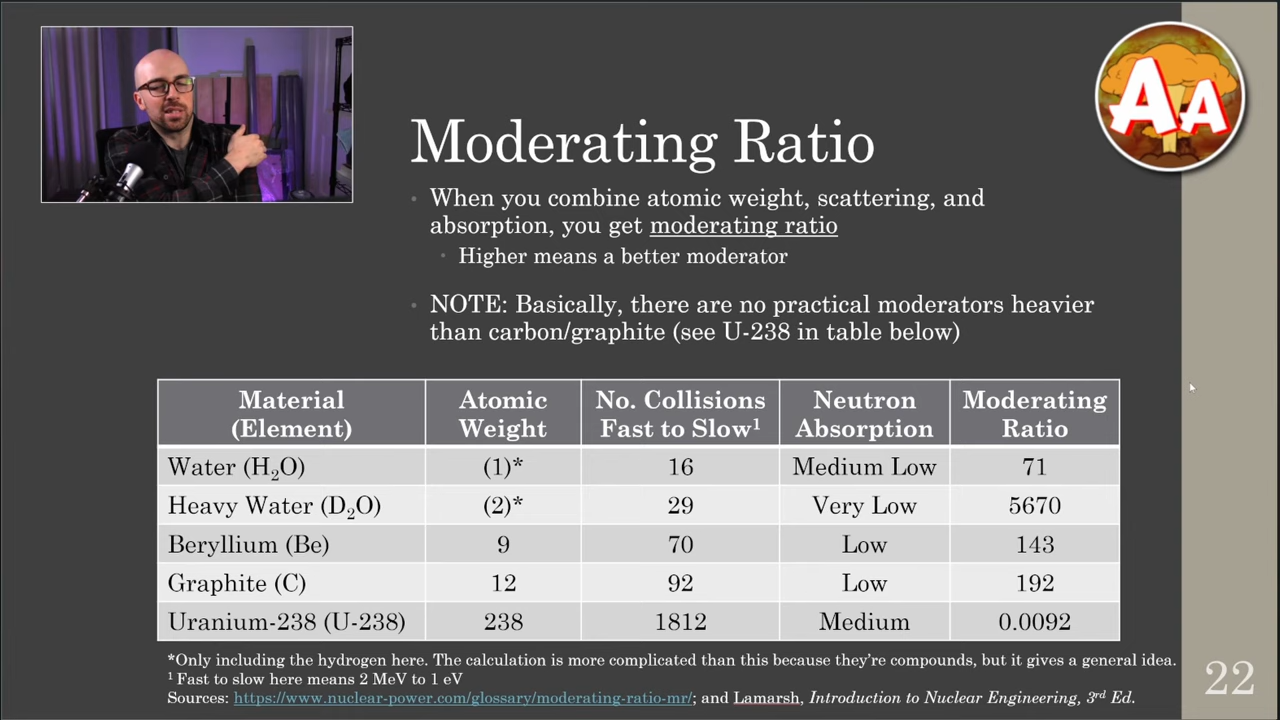 AA
Moderating Ratio
When you combine atomic weight, scattering, and
absorption, you get moderating ratio
Higher means a better moderator
NOTE: Basically, there are no practical moderators heavier
than carbon/graphite (see U-238 in table below)
Material (Element) Atomic Weight No. Collisions Fast to Slow¹ Neutron Absorption Moderating Ratio
Water (H₂O) (1)* 16 Medium Low 71
Heavy Water (D₂O) (2)* 29 Very Low 5670
Beryllium (Be) 9 70 Low 143
Graphite (C) 12 92 Low 192
Uranium-238 (U-238) 238 1812 Medium 0.0092
*Only including the hydrogen here. The calculation is more complicated than this because they’re compounds, but it gives a general idea.
¹ Fast to slow here means 2 MeV to 1 eV
Sources: https://www.nuclear-power.com/glossary/moderating-ratio-mr/; and Lamarsh, Introduction to Nuclear Engineering, 3rd Ed.
22